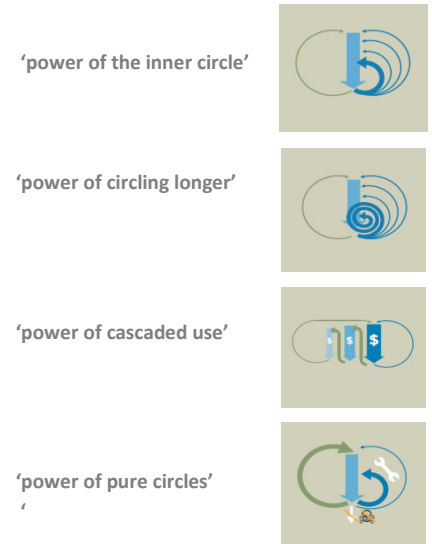 ‘power of the inner circle’
‘power of circling longer’
‘power of cascaded use’
$ $ $
‘power of pure circles’
‘